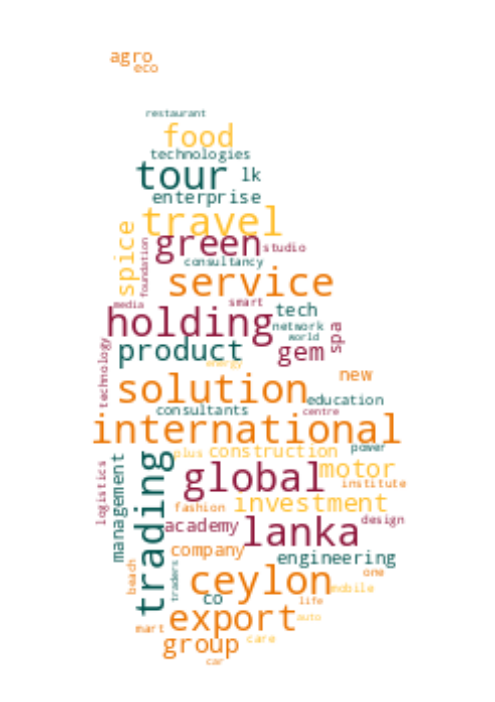 agro
eco
restaurant
food
technologies
tour lk
enterprise
travel
spice
green studio
foundation
consultancy
service
media smart
holding tech
network
world
spa
product gem
energy
technology
new
solution
education
consultants centre
international
power
plus construction
management
logistics
trading
global motor
institute
investment
fashion
academy lanka design
company
engineering
beach
traders
ceylon one
mobile
co
life
export auto
mart
group care
car